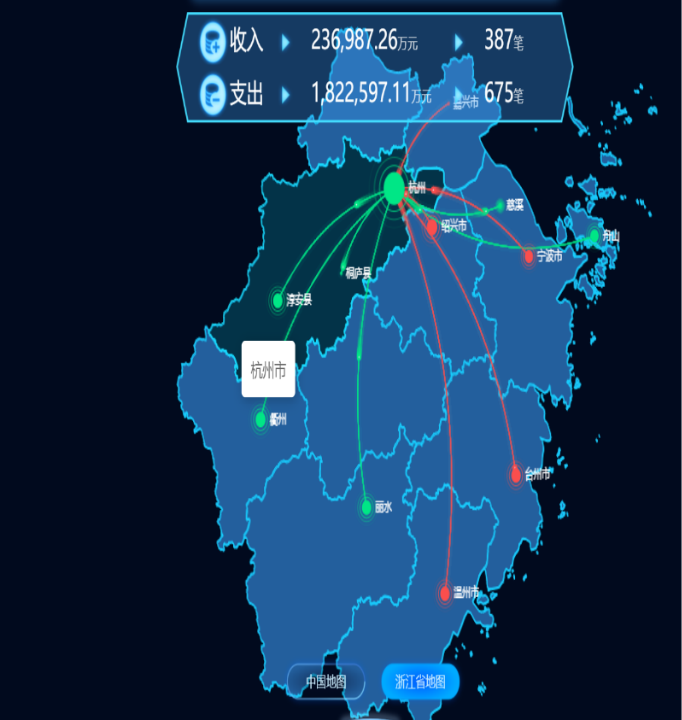 收入 236,987.26万元 387笔
支出 1,822,597.11万元 675笔
嘉兴市
杭州
慈溪
绍兴市
舟山
宁波市
桐庐县
淳安县
杭州市
衢州
台州市
丽水
温州市
中国地图 浙江省地图